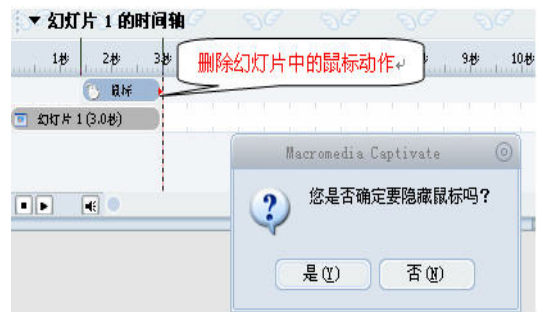 ▼ 幻灯片 1 的时间轴
1秒 2秒 3秒 9秒 10秒
删除幻灯片中的鼠标动作↵
鼠标
幻灯片 1 (3.0秒)
Macromedia Captivate
您是否确定要隐藏鼠标吗？
是(Y) 否(N)